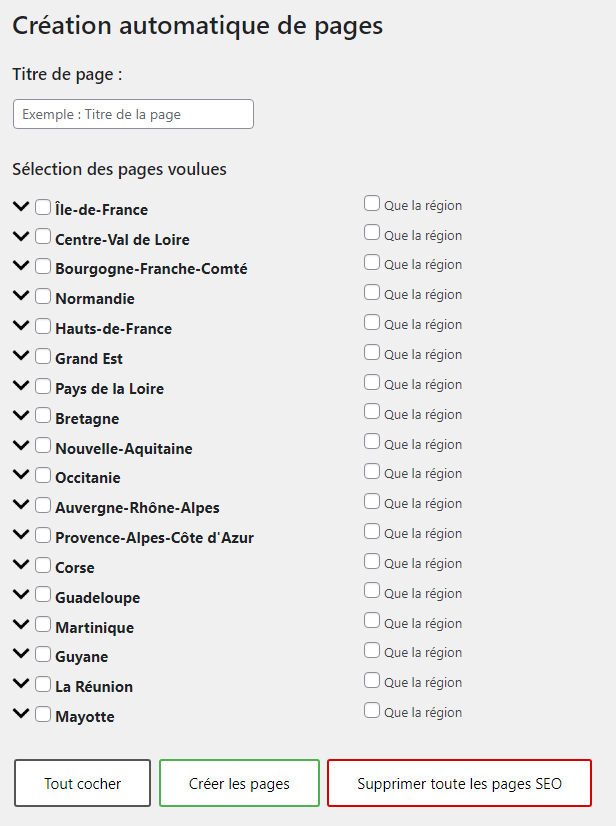 Création automatique de pages
Titre de page :
Exemple : Titre de la page
Sélection des pages voulues
Île-de-France Que la région
Centre-Val de Loire Que la région
Bourgogne-Franche-Comté Que la région
Normandie Que la région
Hauts-de-France Que la région
Grand Est Que la région
Pays de la Loire Que la région
Bretagne Que la région
Nouvelle-Aquitaine Que la région
Occitanie Que la région
Auvergne-Rhône-Alpes Que la région
Provence-Alpes-Côte d'Azur Que la région
Corse Que la région
Guadeloupe Que la région
Martinique Que la région
Guyane Que la région
La Réunion Que la région
Mayotte Que la région
Tout cocher Créer les pages Supprimer toute les pages SEO